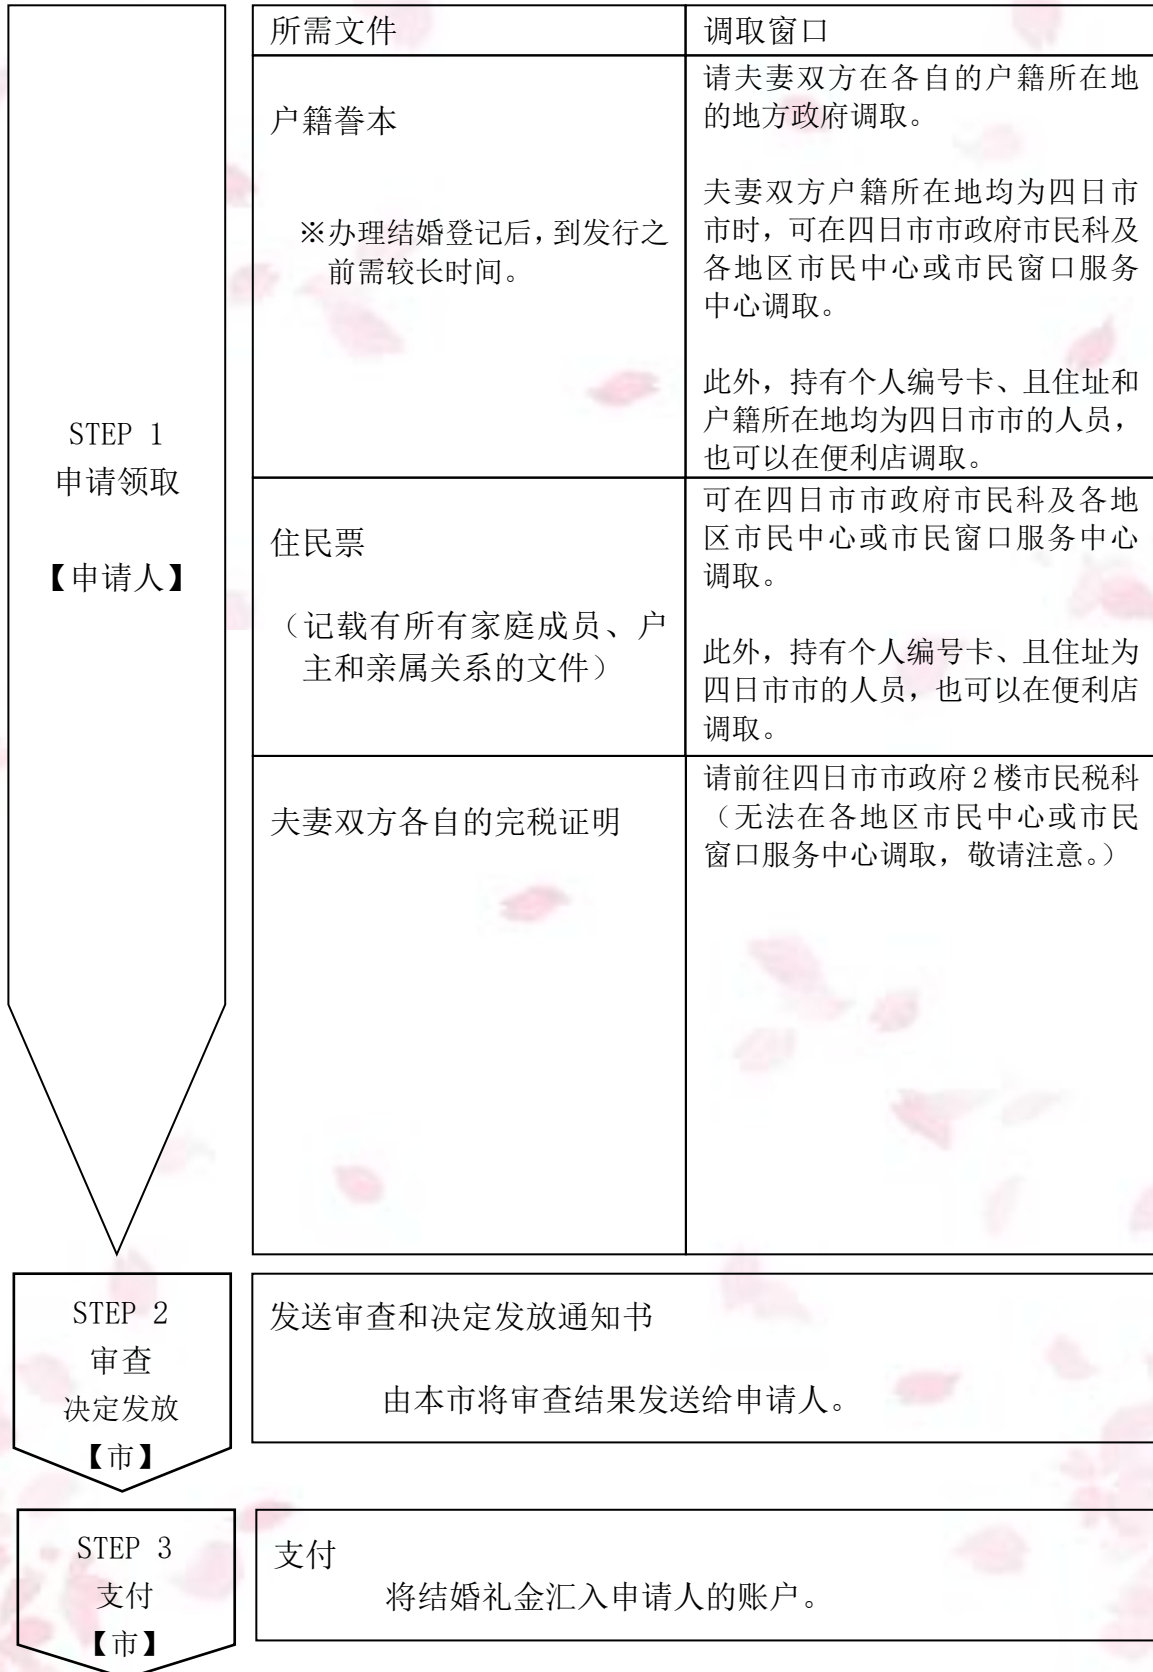 STEP 1
申请领取
【申请人】
所需文件
调取窗口
户籍誊本
※办理结婚登记后，到发行之
前需较长时间。
请夫妻双方在各自的户籍所在地
的地方政府调取。
夫妻双方户籍所在地均为四日市
市时，可在四日市市政府市民科及
各地区市民中心或市民窗口服务
中心调取。
此外，持有个人编号卡、且住址和
户籍所在地均为四日市市的人员，
也可以在便利店调取。
住民票
（记载有所有家庭成员、户
主和亲属关系的文件）
可在四日市市政府市民科及各地
区市民中心或市民窗口服务中心
调取。
此外，持有个人编号卡、且住址为
四日市市的人员，也可以在便利店
调取。
夫妻双方各自的完税证明
请前往四日市市政府2楼市民税科
（无法在各地区市民中心或市民
窗口服务中心调取，敬请注意。）
STEP 2
审查
决定发放
【市】
发送审查和决定发放通知书
由本市将审查结果发送给申请人。
STEP 3
支付
【市】
支付
将结婚礼金汇入申请人的账户。